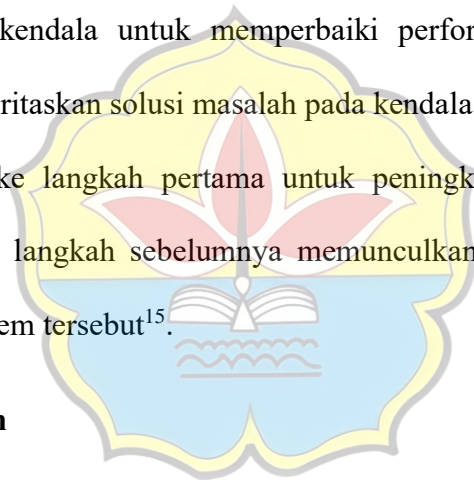 kendala untuk memperbaiki perfor
ritaskan solusi masalah pada kendala
ke langkah pertama untuk peningk
langkah sebelumnya memunculkan
em tersebut¹⁵.